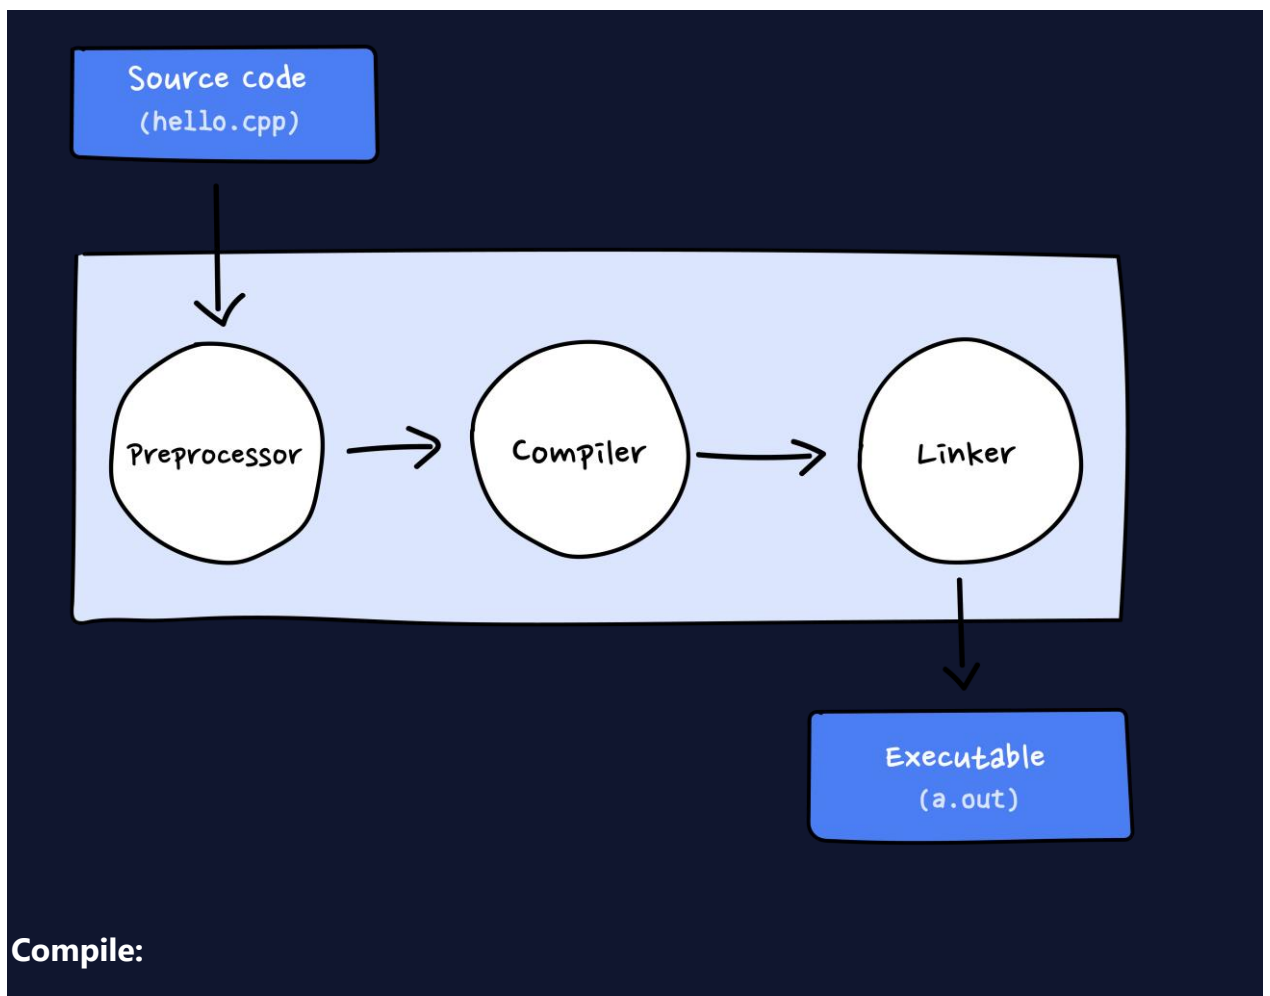 Source code
(hello.cpp)
Preprocessor
Compiler
Linker
Executable
(a.out)
Compile: